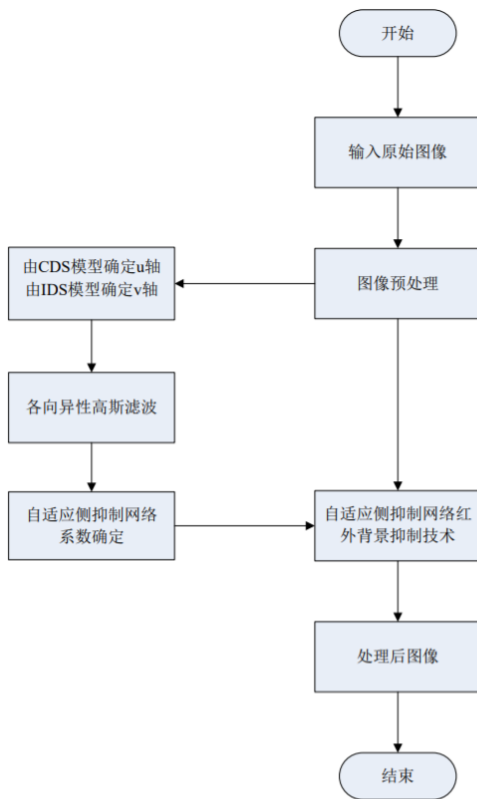 开始
输入原始图像
图像预处理
由CDS模型确定u轴
由IDS模型确定v轴
各向异性高斯滤波
自适应侧抑制网络
系数确定
自适应侧抑制网络红
外背景抑制技术
处理后图像
结束